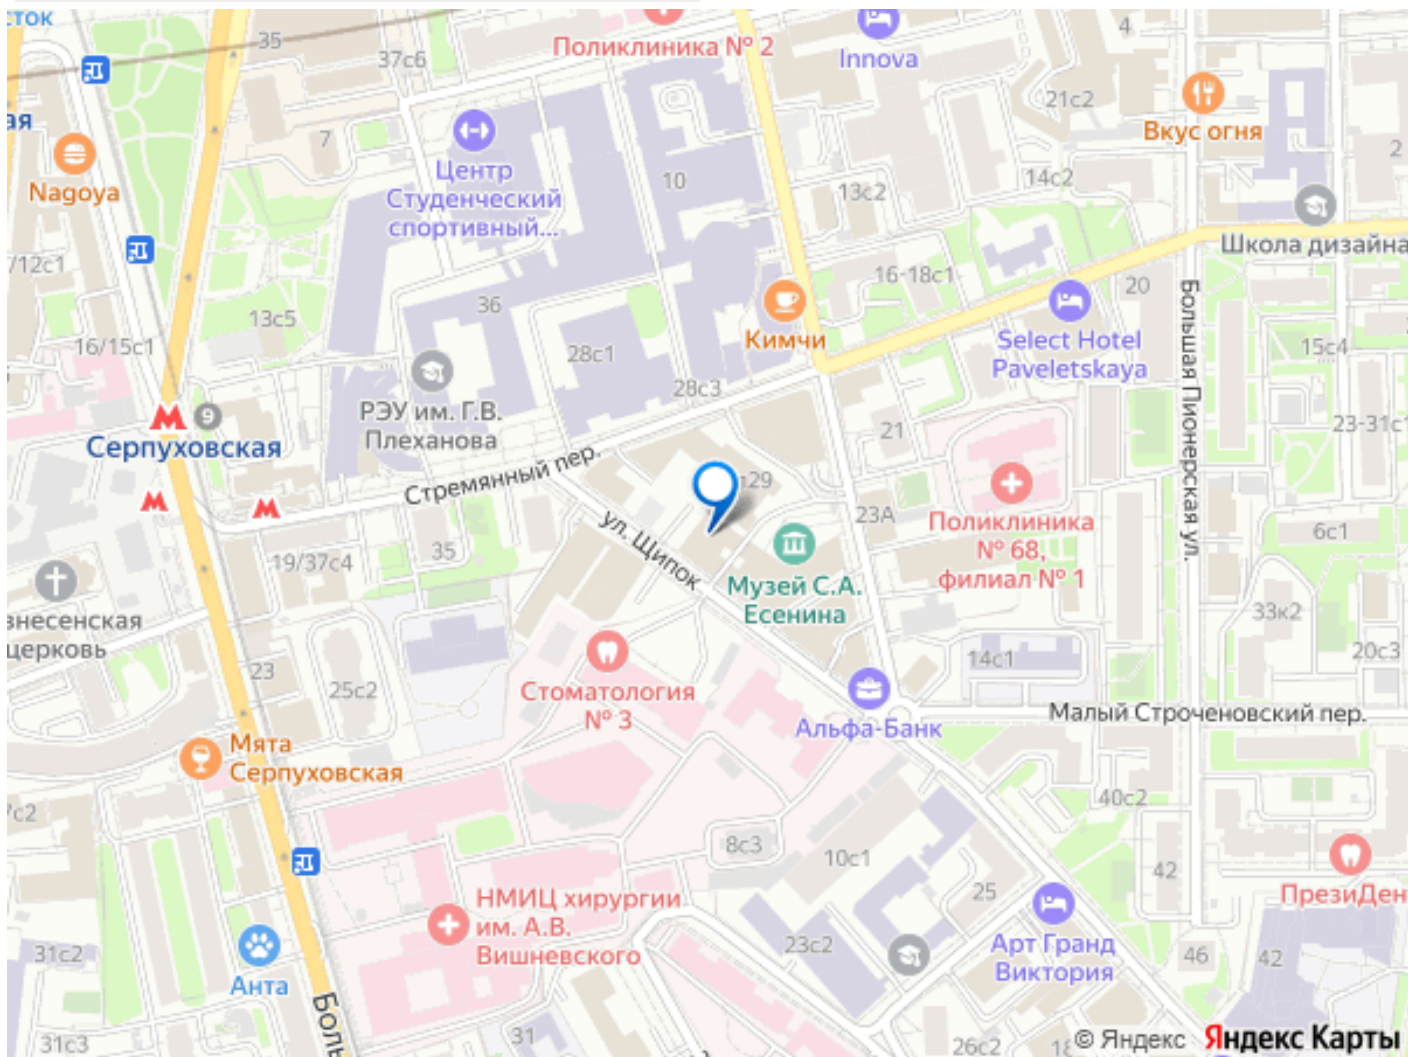 сток
35
37с6
Поликлиника № 2
Innova
4
ая
7
21с2
Вкус огня
2
Nagoya
Центр
Студенческий
спортивный...
10
13с2
14с2
Школа дизайна
/12с1
16-18с1
20
13с5
36
Кимчи
Select Hotel
Paveletskaya
16/15с1
28с1
15с4
Большая Пионерская ул.
28с3
9
РЭУ им. Г.В.
Плеханова
21
23-31с1
Серпуховская
Стремянный пер.
29
23А
Поликлиника
№ 68,
филиал № 1
6с1
ул. Щипок
19/37с4
35
Музей С.А.
Есенина
знесенская
церковь
33к2
23
25с2
14с1
20с3
Стоматология
№ 3
Альфа-Банк
Малый Строченовский пер.
Мята
Серпуховская
с2
40с2
8с3
10с1
42
25
ПрезиДен
НМИЦ хирургии
им. А.В.
Вишневского
31с2
23с2
Арт Гранд
Виктория
46
42
Анта
Боль
31
31с3
26с2
© Яндекс Яндекс Карты